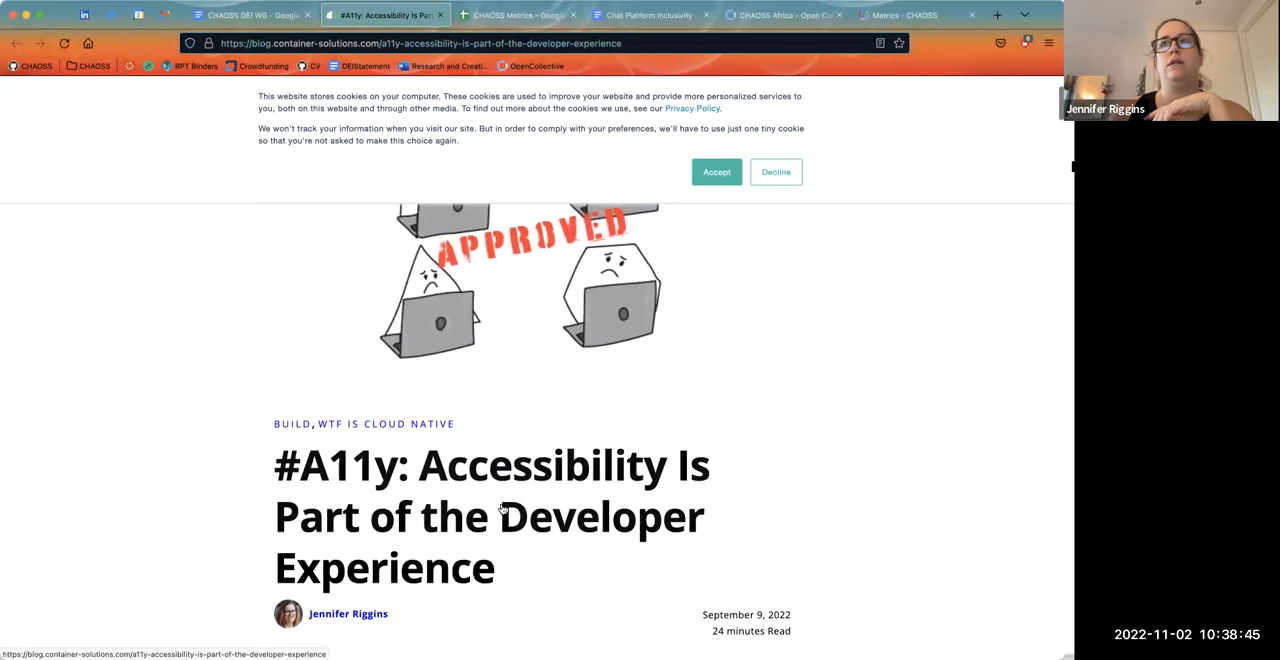 CHAOSS DEI WG - Google
#A11y: Accessibility Is Part
CHAOSS Metrics - Google
Chat Platform Inclusivity
CHAOSS Africa - Open C
Metrics - CHAOSS
https://blog.container-solutions.com/a11y-accessibility-is-part-of-the-developer-experience
6
CHAOSS
CHAOSS
RPT Binders
Crowdfunding
CV
DEIStatement
Research and Creati...
OpenCollective
Jennifer Riggins
This website stores cookies on your computer. These cookies are used to improve your website and provide more personalized services to
you, both on this website and through other media. To find out more about the cookies we use, see our Privacy Policy.
We won't track your information when you visit our site. But in order to comply with your preferences, we'll have to use just one tiny cookie
so that you're not asked to make this choice again.
Accept
Decline
APPROVED
BUILD, WTF IS CLOUD NATIVE
#A11y: Accessibility Is
Part of the Developer
Experience
Jennifer Riggins
September 9, 2022
24 minutes Read
2022-11-02 10:38:45
https://blog.container-solutions.com/a11y-accessibility-is-part-of-the-developer-experience